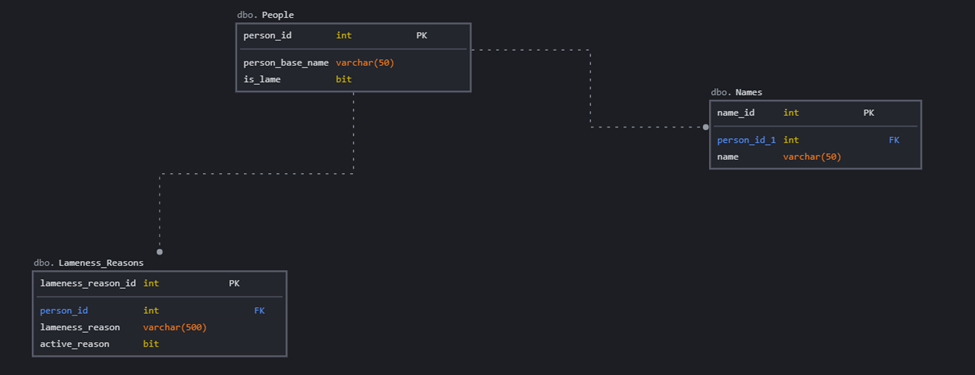 dbo. People
person_id int PK
person_base_name varchar(50)
is_lame bit
dbo. Names
name_id int PK
person_id_1 int FK
name varchar(50)
dbo. Lameness_Reasons
lameness_reason_id int PK
person_id int FK
lameness_reason varchar(500)
active_reason bit